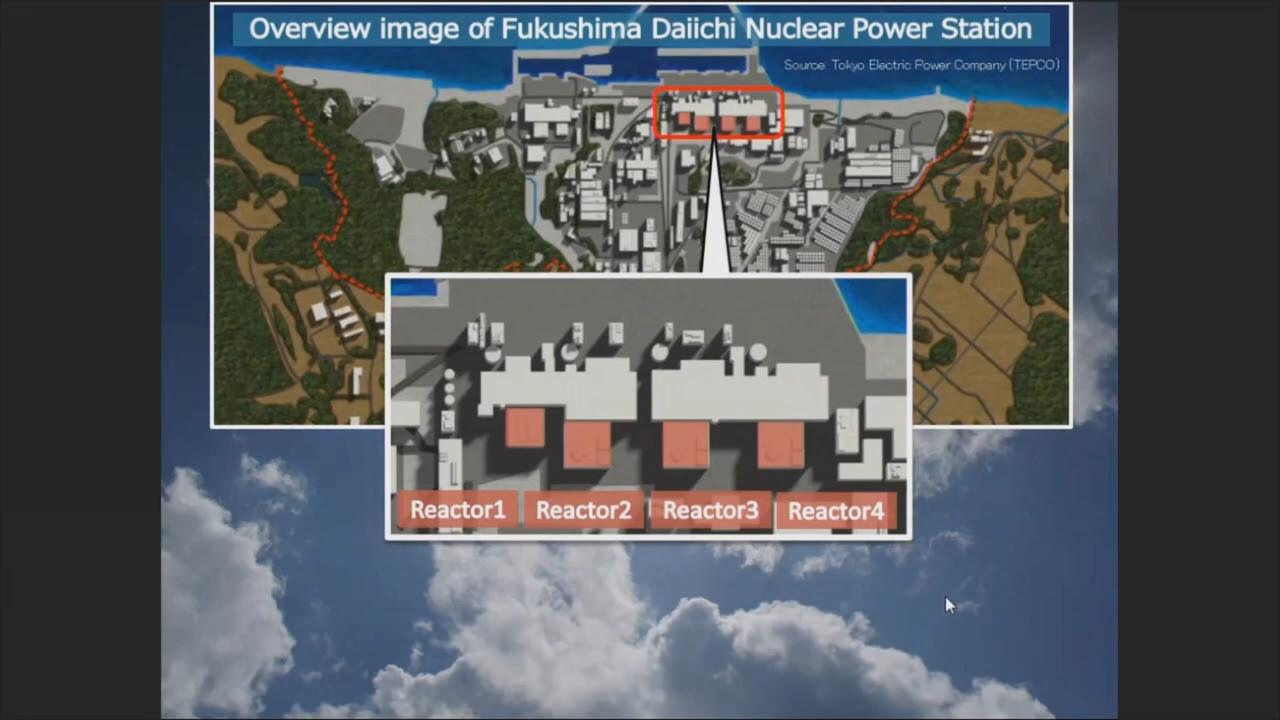 Overview image of Fukushima Daiichi Nuclear Power Station
Source: Tokyo Electric Power Company (TEPCO)
Reactor1 Reactor2 Reactor3 Reactor4